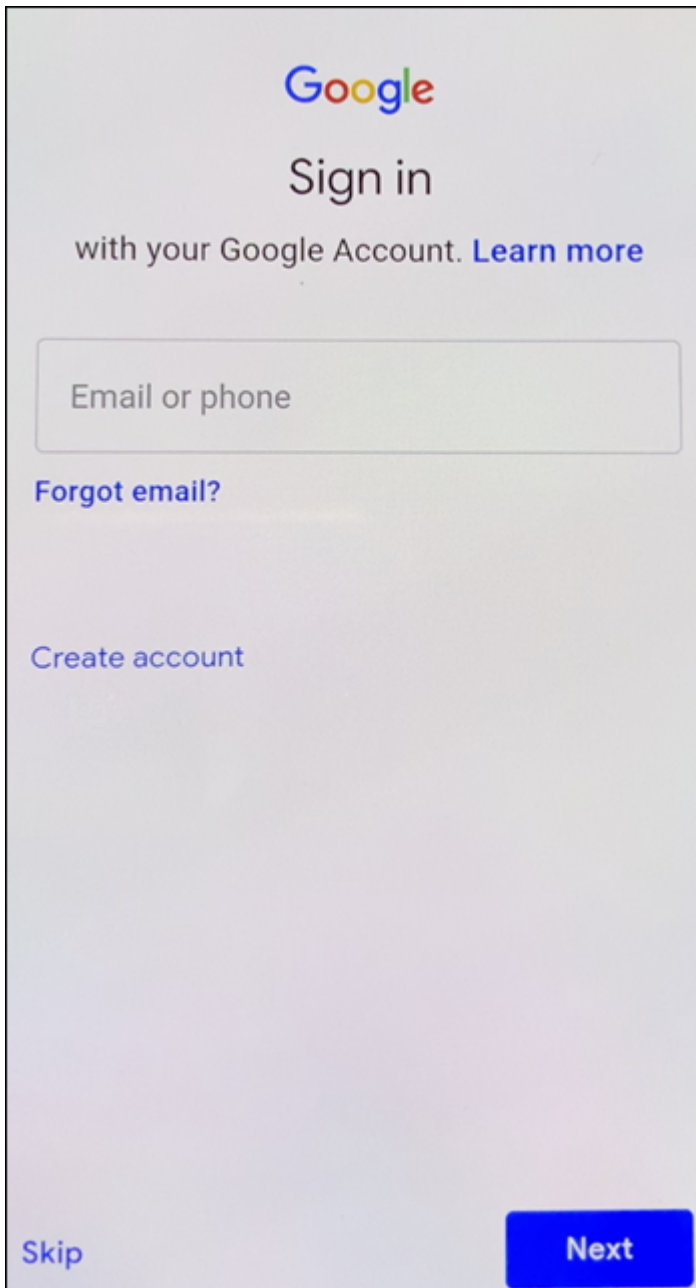 Google
Sign in
with your Google Account. Learn more
Email or phone
Forgot email?
Create account
Skip
Next